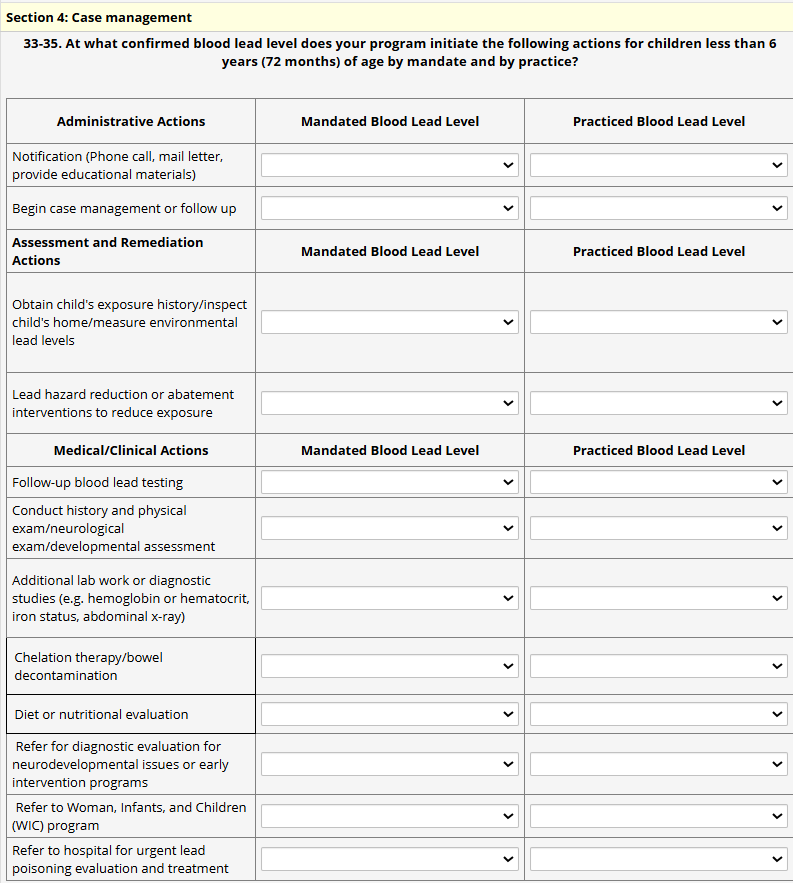 Section 4: Case management
33-35. At what confirmed blood lead level does your program initiate the following actions for children less than 6
years (72 months) of age by mandate and by practice?
Administrative Actions
Mandated Blood Lead Level
Practiced Blood Lead Level
Notification (Phone call, mail letter,
provide educational materials)
Begin case management or follow up
Assessment and Remediation
Actions
Mandated Blood Lead Level
Practiced Blood Lead Level
Obtain child's exposure history/inspect
child's home/measure environmental
lead levels
Lead hazard reduction or abatement
interventions to reduce exposure
Medical/Clinical Actions
Mandated Blood Lead Level
Practiced Blood Lead Level
Follow-up blood lead testing
Conduct history and physical
exam/neurological
exam/developmental assessment
Additional lab work or diagnostic
studies (e.g. hemoglobin or hematocrit,
iron status, abdominal x-ray)
Chelation therapy/bowel
decontamination
Diet or nutritional evaluation
Refer for diagnostic evaluation for
neurodevelopmental issues or early
intervention programs
Refer to Woman, Infants, and Children
(WIC) program
Refer to hospital for urgent lead
poisoning evaluation and treatment